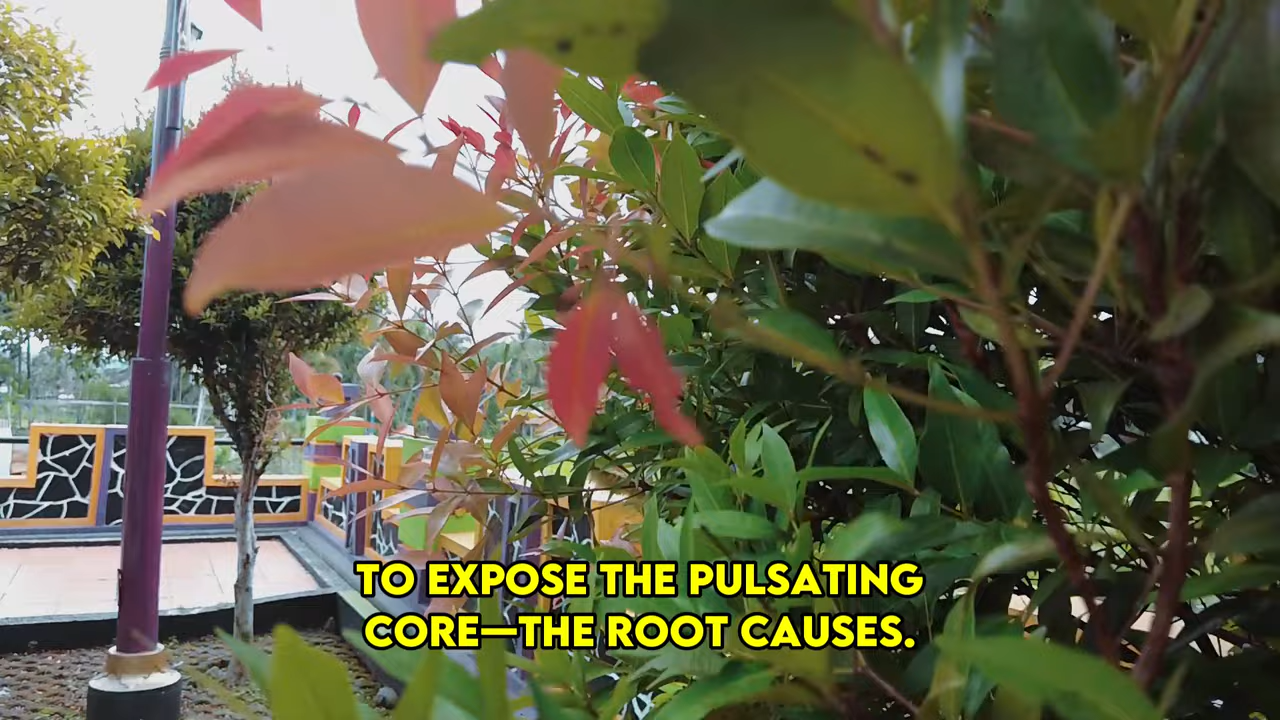 TO EXPOSE THE PULSATING
CORE—THE ROOT CAUSES.